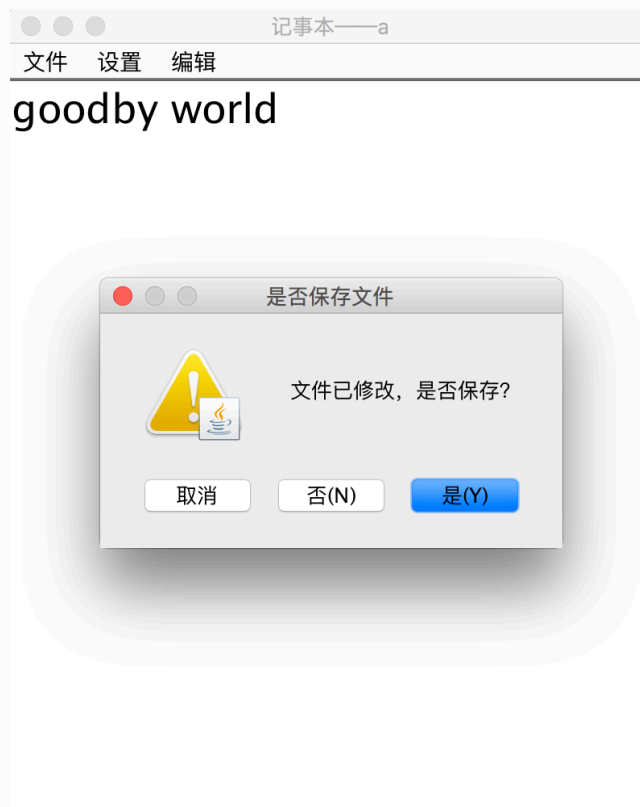 记事本——a
文件 设置 编辑
goodby world
是否保存文件
文件已修改，是否保存？
取消 否(N) 是(Y)